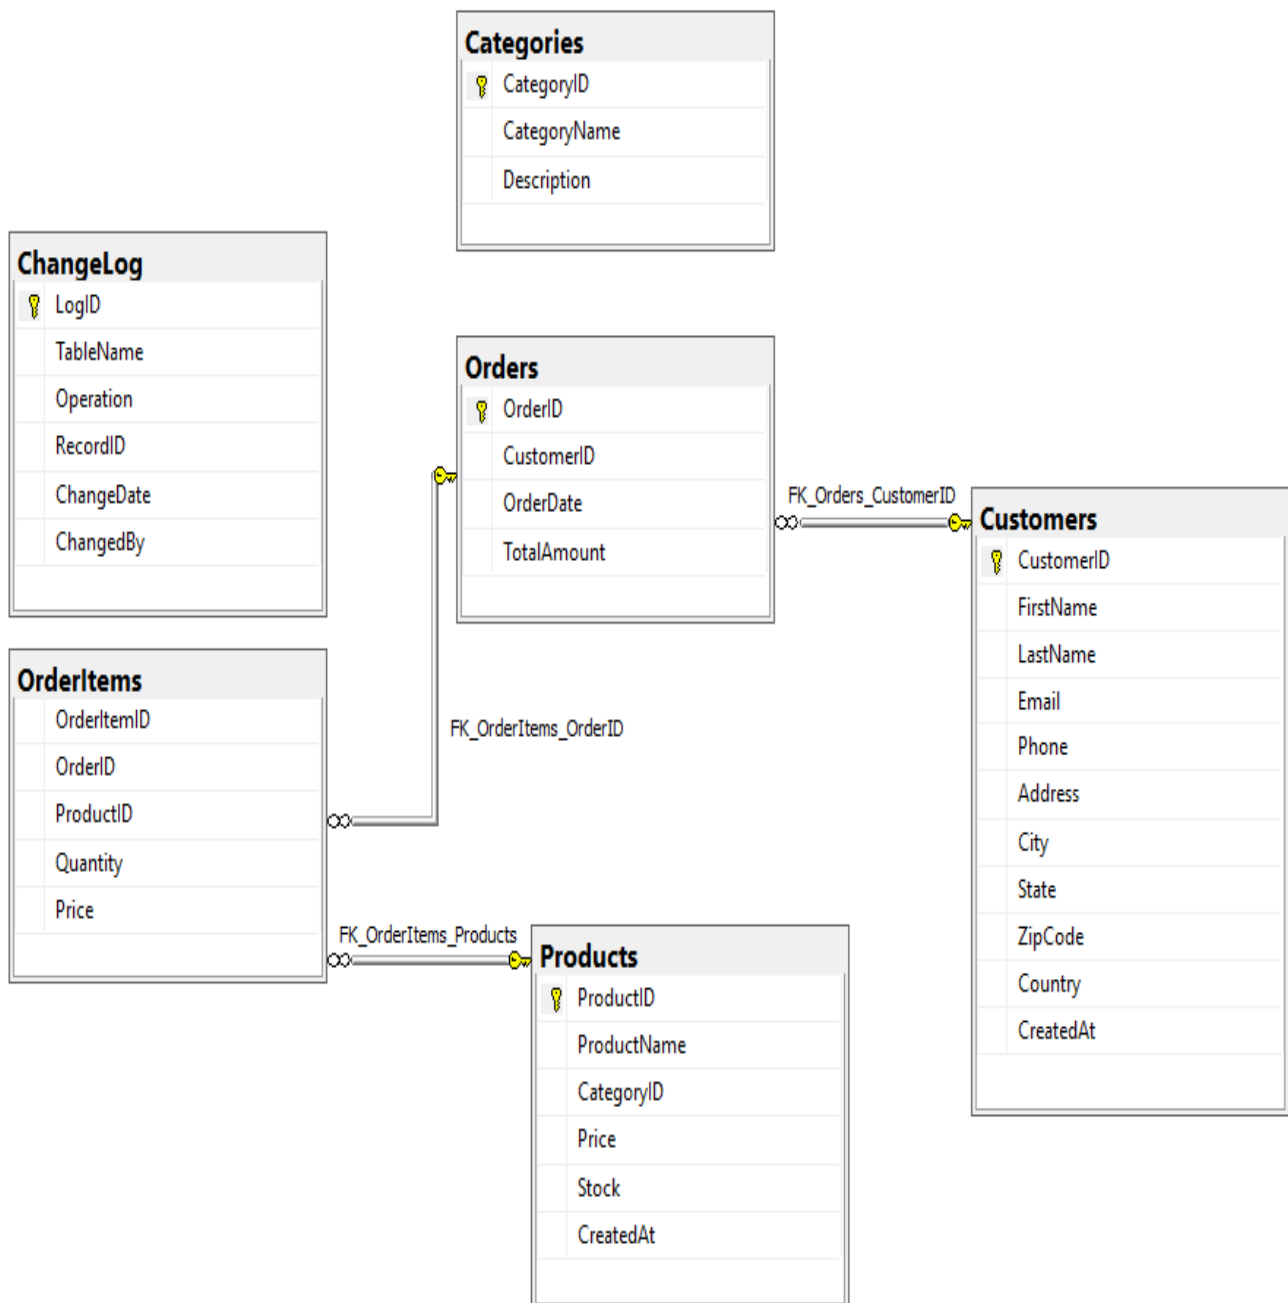 Categories
CategoryID
CategoryName
Description
ChangeLog
LogID
TableName
Operation
RecordID
ChangeDate
ChangedBy
Orders
OrderID
CustomerID
OrderDate
TotalAmount
FK_Orders_CustomerID
Customers
CustomerID
FirstName
LastName
Email
Phone
Address
City
State
ZipCode
Country
CreatedAt
OrderItems
OrderItemID
OrderID
ProductID
Quantity
Price
FK_OrderItems_OrderID
FK_OrderItems_Products
Products
ProductID
ProductName
CategoryID
Price
Stock
CreatedAt